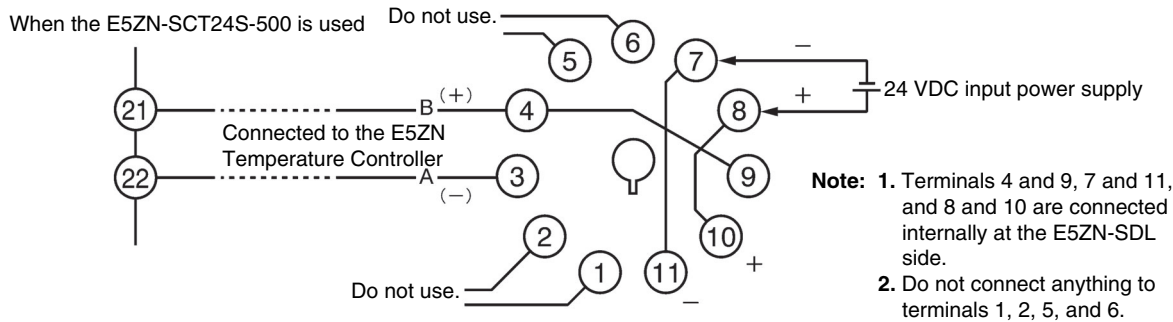 When the E5ZN-SCT24S-500 is used
Do not use.
6
5
7
−
24 VDC input power supply
+
8
21
B (+)
4
Connected to the E5ZN
Temperature Controller
22
A
(−)
3
9
Note: 1. Terminals 4 and 9, 7 and 11,
and 8 and 10 are connected
internally at the E5ZN-SDL
side.
2. Do not connect anything to
terminals 1, 2, 5, and 6.
2
10
+
1
11
−
Do not use.